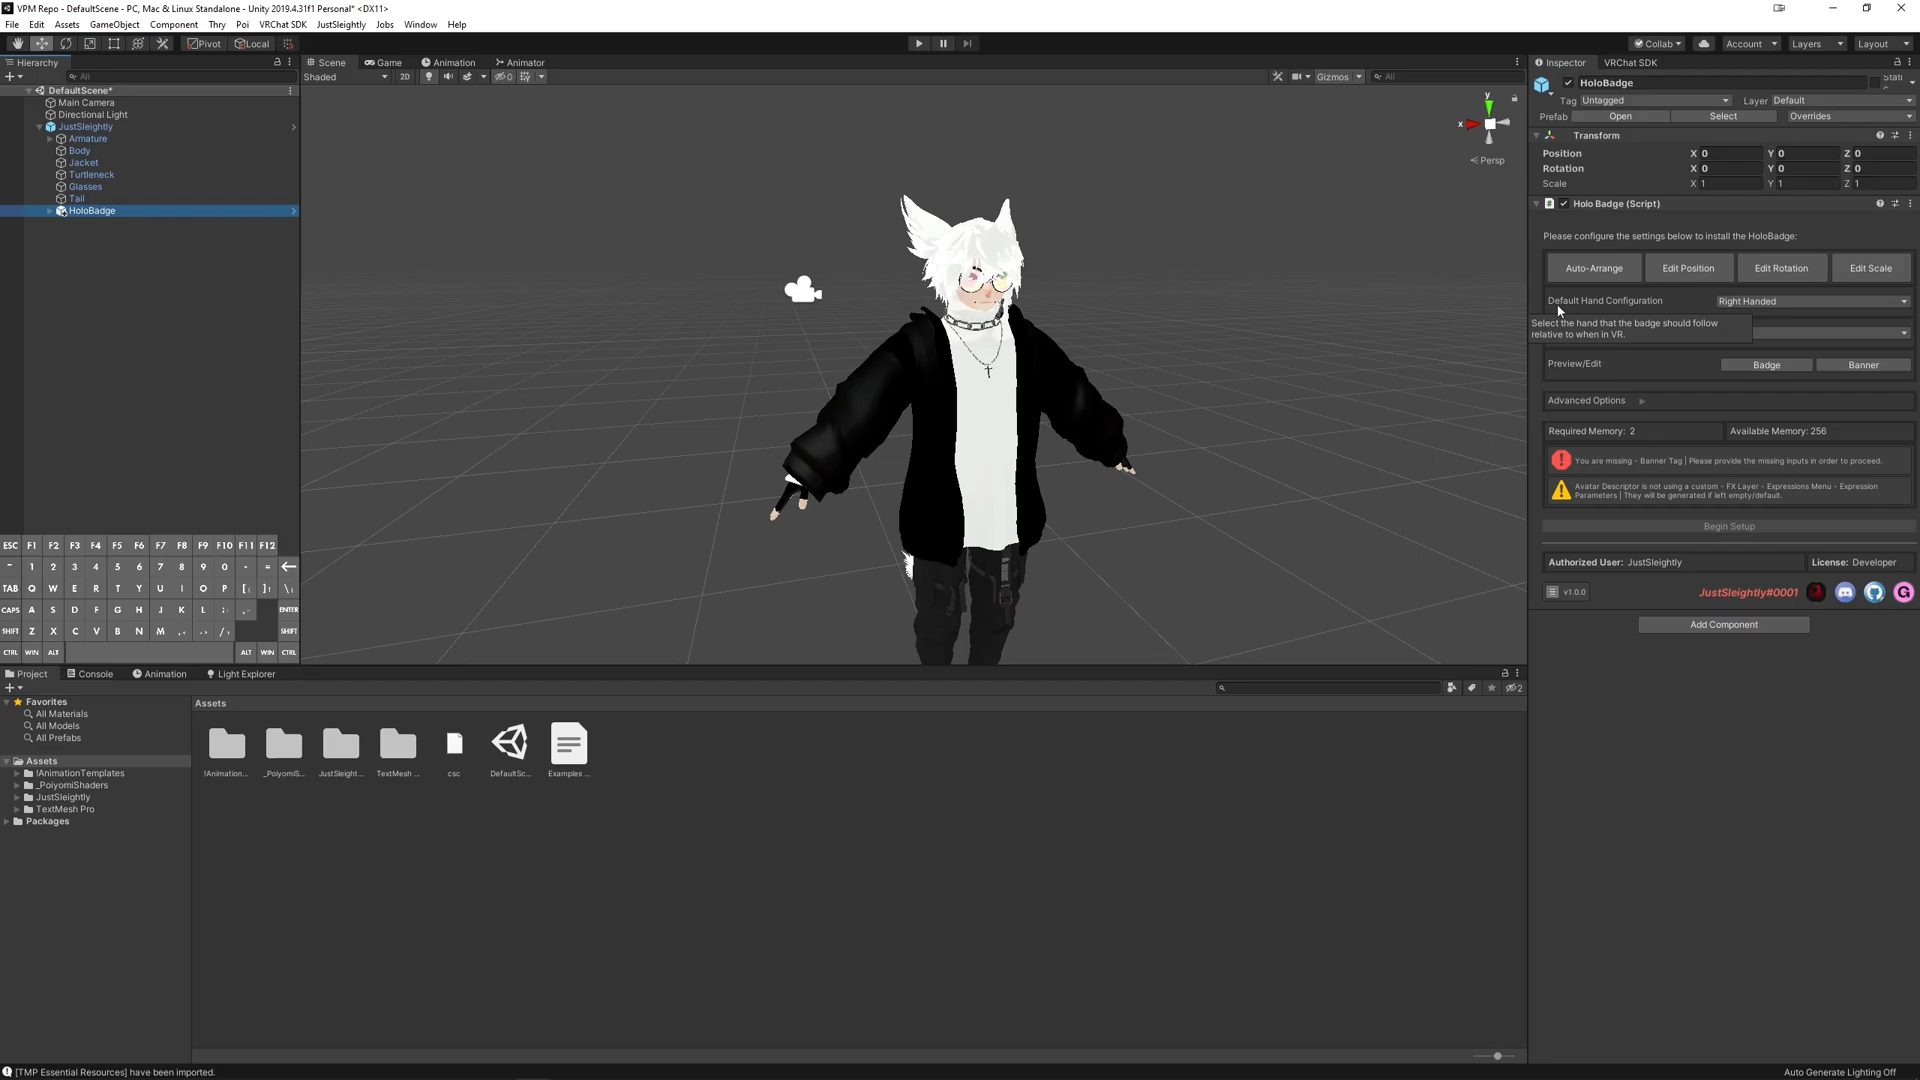 VPM Repo - DefaultScene - PC, Mac & Linux Standalone - Unity 2019.4.31f1 Personal* <DX11>
File Edit Assets GameObject Component Thry Poi VRChat SDK JustSleightly Jobs Window Help
Pivot Local
Collab Account Layers Layout
Hierarchy
All
DefaultScene*
Main Camera
Directional Light
JustSleightly
Armature
Body
Jacket
Turtleneck
Glasses
Tail
HoloBadge
ESC F1 F2 F3 F4 F5 F6 F7 F8 F9 F10 F11 F12
~ 1 2 3 4 5 6 7 8 9 0 - =
TAB Q W E R T Y U I O P [ ] \
CAPS A S D F G H J K L ; ENTER
SHIFT Z X C V B N M , . / SHIFT
CTRL WIN ALT ALT WIN CTRL
Scene Game Animation Animator
Shaded 2D 0 Gizmos All
y
x
Persp
Inspector VRChat SDK
HoloBadge Stati
c
Tag Untagged Layer Default
Prefab Open Select Overrides
Transform
Position X 0 Y 0 Z 0
Rotation X 0 Y 0 Z 0
Scale X 1 Y 1 Z 1
Holo Badge (Script)
Please configure the settings below to install the HoloBadge:
Auto-Arrange Edit Position Edit Rotation Edit Scale
Default Hand Configuration Right Handed
Select the hand that the badge should follow
relative to when in VR.
Preview/Edit Badge Banner
Advanced Options
Required Memory: 2 Available Memory: 256
You are missing - Banner Tag | Please provide the missing inputs in order to proceed.
Avatar Descriptor is not using a custom - FX Layer - Expressions Menu - Expression
Parameters | They will be generated if left empty/default.
Begin Setup
Authorized User: JustSleightly License: Developer
v1.0.0 JustSleightly#0001
Add Component
Project Console Animation Light Explorer
2
Favorites
All Materials
All Models
All Prefabs
Assets
!AnimationTemplates
_PoiyomiShaders
JustSleightly
TextMesh Pro
Packages
Assets
!Animation... _PoiyomiS... JustSleight... TextMesh ... csc DefaultSc... Examples ...
[TMP Essential Resources] have been imported.
Auto Generate Lighting Off